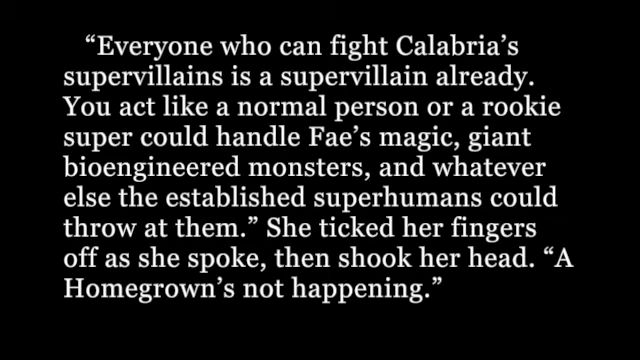 “Everyone who can fight Calabria’s
supervillains is a supervillain already.
You act like a normal person or a rookie
super could handle Fae’s magic, giant
bioengineered monsters, and whatever
else the established superhumans could
throw at them.” She ticked her fingers
off as she spoke, then shook her head. “A
Homegrown’s not happening.”